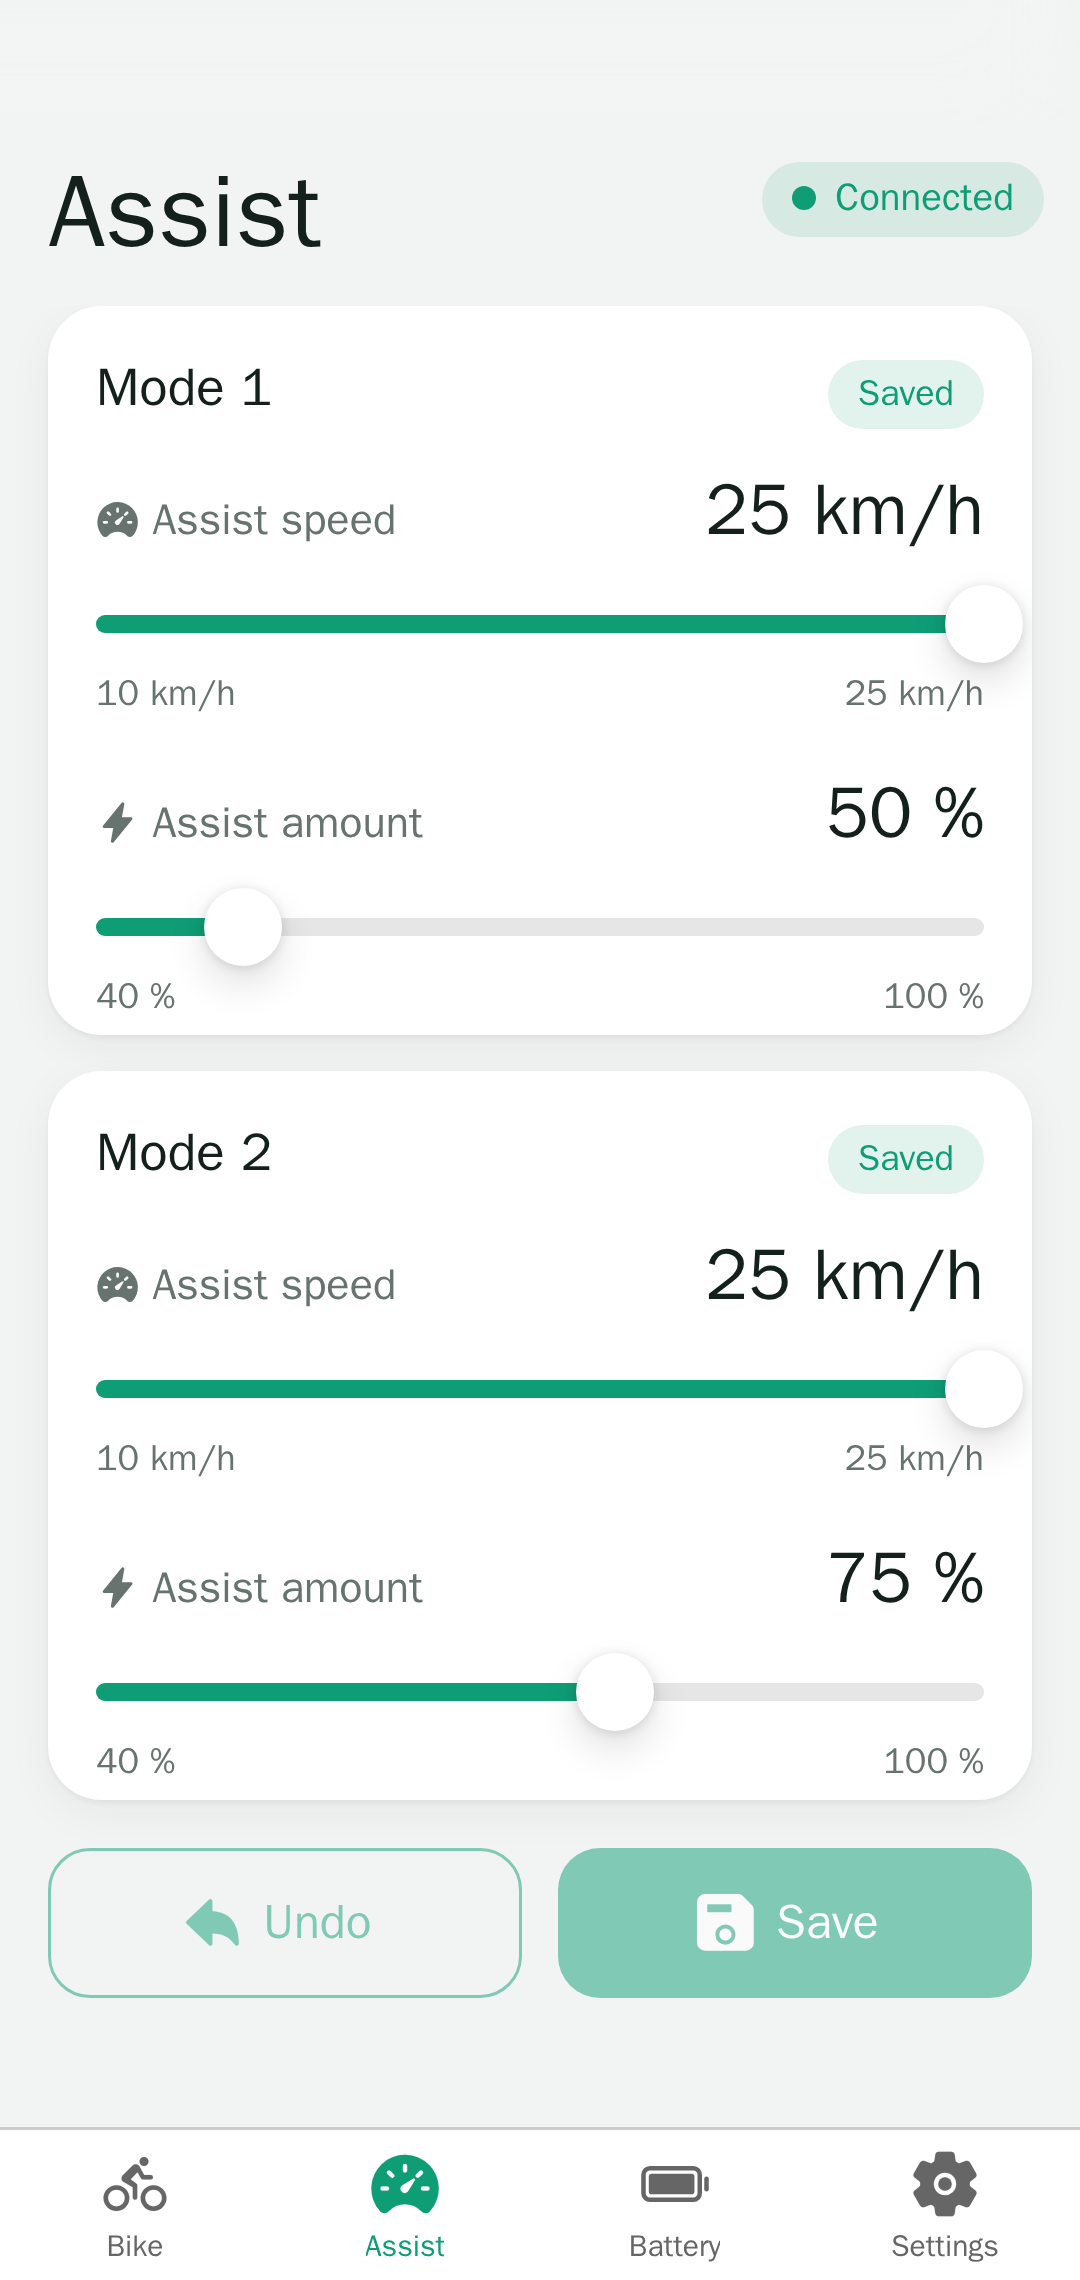 Assist
Connected
Mode 1
Saved
Assist speed
25 km/h
10 km/h
25 km/h
Assist amount
50 %
40 %
100 %
Mode 2
Saved
Assist speed
25 km/h
10 km/h
25 km/h
Assist amount
75 %
40 %
100 %
Undo
Save
Bike
Assist
Battery
Settings